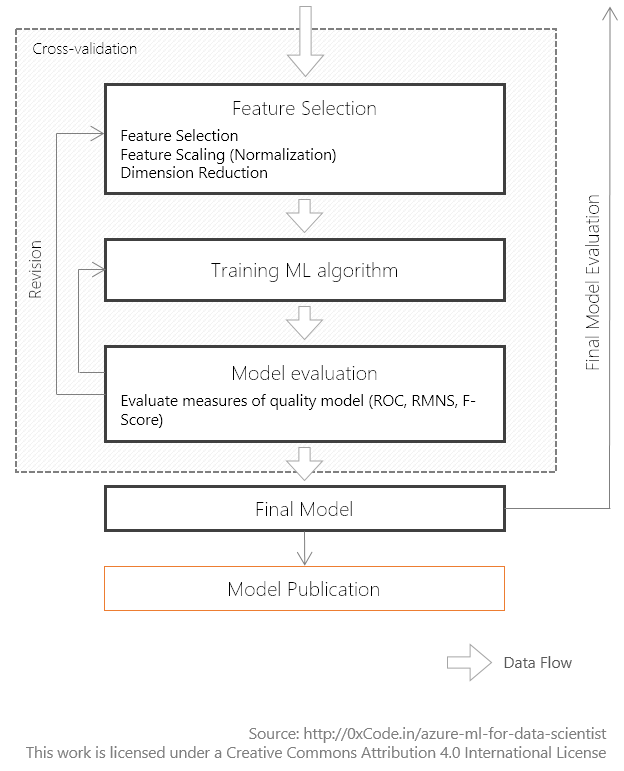 Cross-validation
Feature Selection
Feature Selection
Feature Scaling (Normalization)
Dimension Reduction
Revision
Training ML algorithm
Final Model Evaluation
Model evaluation
Evaluate measures of quality model (ROC, RMNS, F-
Score)
Final Model
Model Publication
Data Flow
Source: http://0xCode.in/azure-ml-for-data-scientist
This work is licensed under a Creative Commons Attribution 4.0 International License